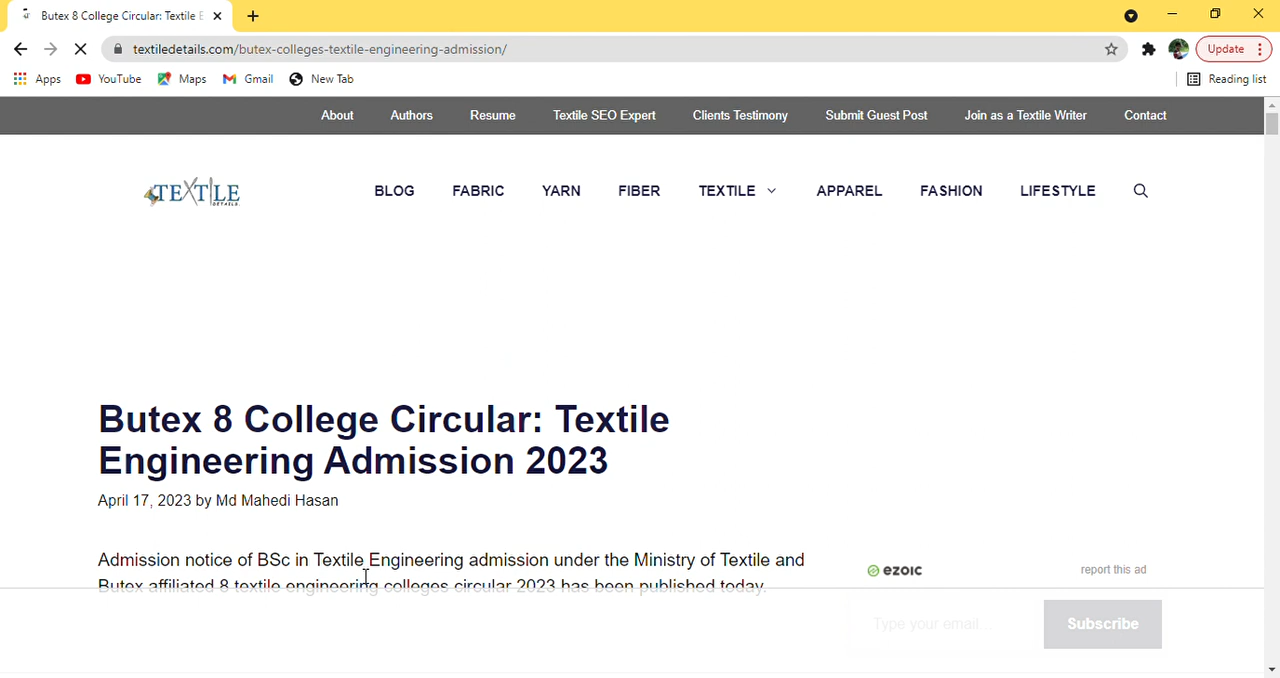 Butex 8 College Circular: Textile E
textiledetails.com/butex-colleges-textile-engineering-admission/
Update
Apps YouTube Maps Gmail New Tab Reading list
About Authors Resume Textile SEO Expert Clients Testimony Submit Guest Post Join as a Textile Writer Contact
TEXTILE
DETAILS.
BLOG FABRIC YARN FIBER TEXTILE APPAREL FASHION LIFESTYLE
Butex 8 College Circular: Textile
Engineering Admission 2023
April 17, 2023 by Md Mahedi Hasan
Admission notice of BSc in Textile Engineering admission under the Ministry of Textile and
Butex affiliated 8 textile engineering colleges circular 2023 has been published today.
ezoic report this ad
Type your email… Subscribe